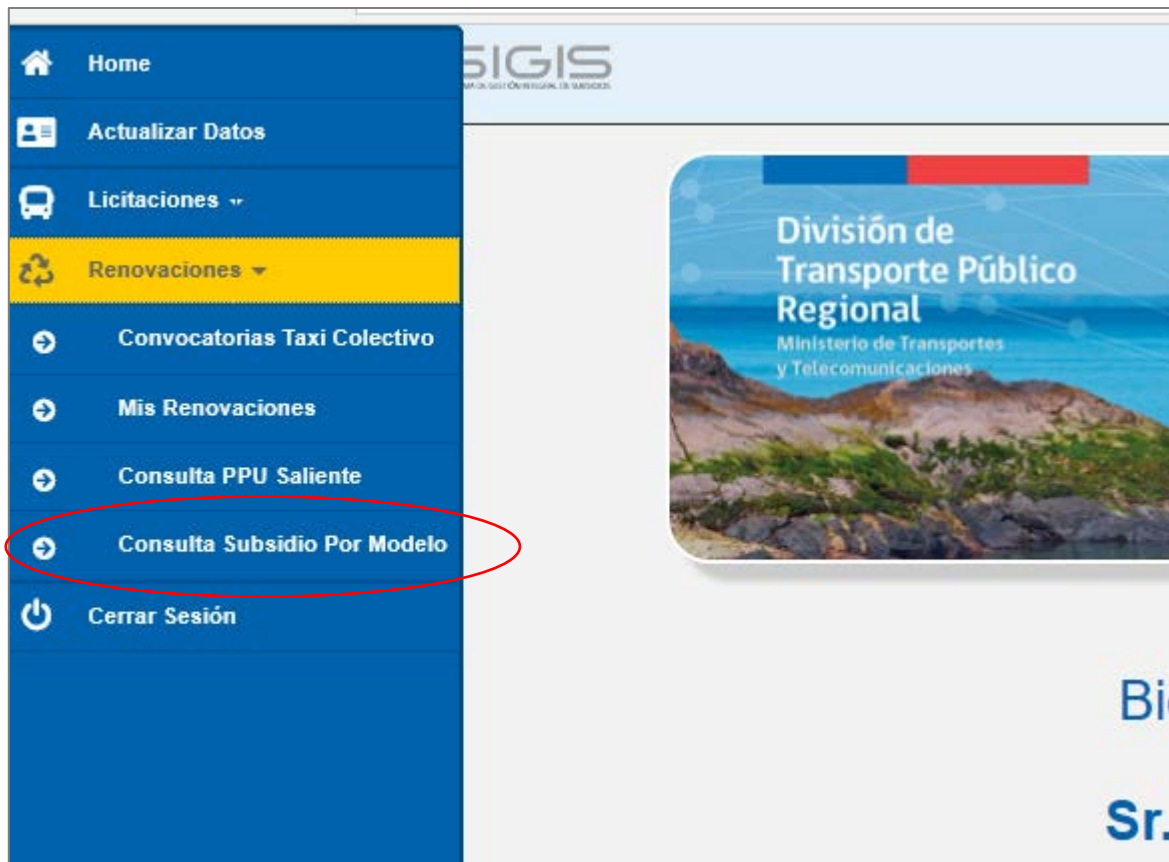 Home
SIGIS
Actualizar Datos
Licitaciones
Renovaciones
Convocatorias Taxi Colectivo
Mis Renovaciones
Consulta PPU Saliente
Consulta Subsidio Por Modelo
Cerrar Sesión
División de
Transporte Público
Regional
Ministerio de Transportes
y Telecomunicaciones
Bi
Sr.